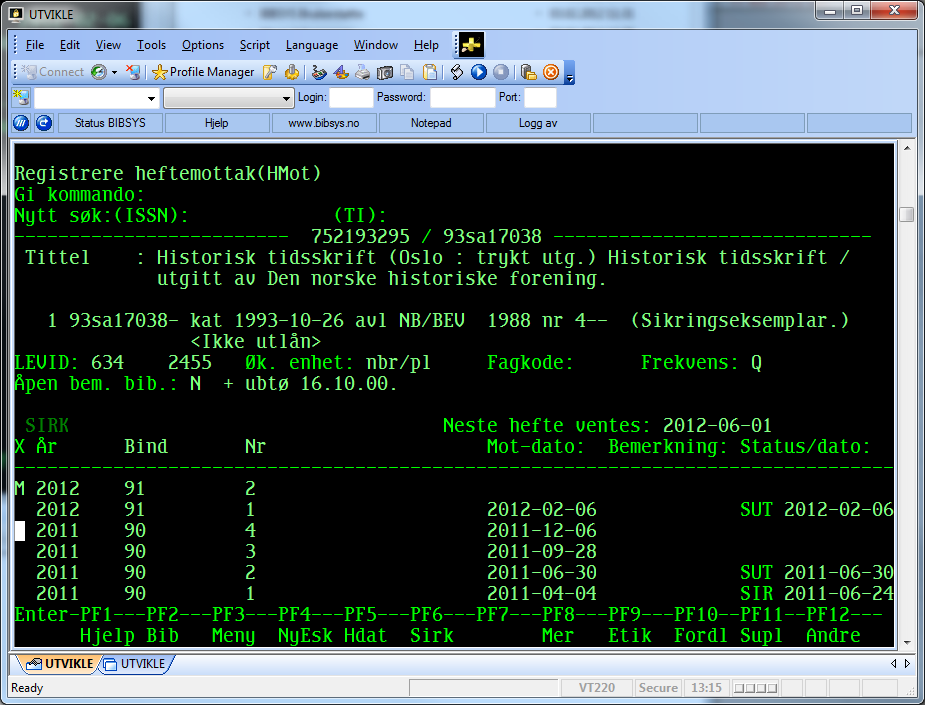 UTVIKLE
File Edit View Tools Options Script Language Window Help
Connect Profile Manager
Login: Password: Port:
Status BIBSYS Hjelp www.bibsys.no Notepad Logg av
Registrere heftemottak(HMot)
Gi kommando:
Nytt søk:(ISSN): (TI):
------------------------- 752193295 / 93sa17038 -----------------------------
Tittel : Historisk tidsskrift (Oslo : trykt utg.) Historisk tidsskrift /
utgitt av Den norske historiske forening.
1 93sa17038- kat 1993-10-26 avl NB/BEV 1988 nr 4-- (Sikringseksemplar.)
<Ikke utlån>
LEVID: 634 2455 Øk. enhet: nbr/pl Fagkode: Frekvens: Q
Åpen bem. bib.: N + ubtø 16.10.00.
SIRK Neste hefte ventes: 2012-06-01
X År Bind Nr Mot-dato: Bemerkning: Status/dato:
--------------------------------------------------------------------------------
M 2012 91 2
2012 91 1 2012-02-06 SUT 2012-02-06
2011 90 4 2011-12-06
2011 90 3 2011-09-28
2011 90 2 2011-06-30 SUT 2011-06-30
2011 90 1 2011-04-04 SIR 2011-06-24
Enter-PF1---PF2---PF3---PF4---PF5---PF6---PF7---PF8---PF9---PF10--PF11--PF12---
Hjelp Bib Meny NyEsk Hdat Sirk Mer Etik Fordl Supl Andre
UTVIKLE UTVIKLE
Ready VT220 Secure 13:15